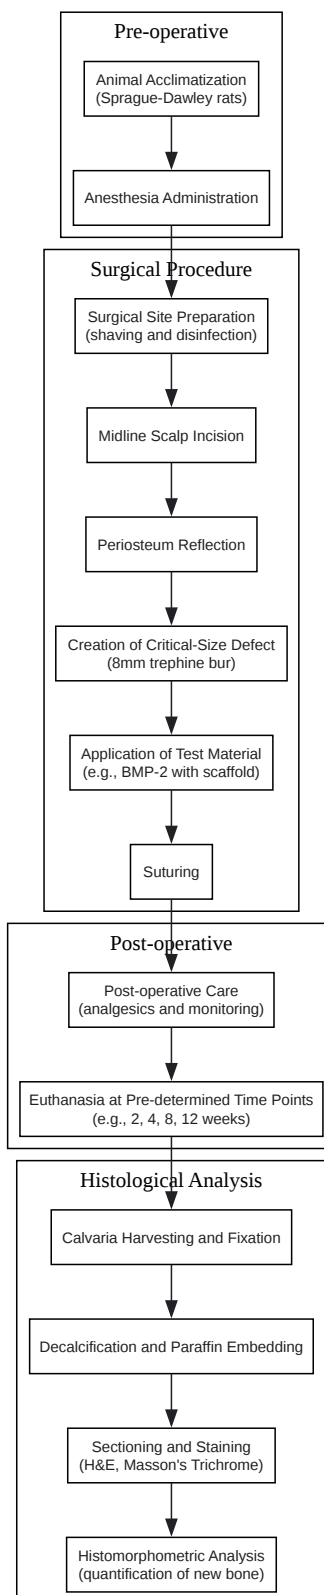 Pre-operative
Animal Acclimatization
(Sprague-Dawley rats)
Anesthesia Administration
Surgical Procedure
Surgical Site Preparation
(shaving and disinfection)
Midline Scalp Incision
Periosteum Reflection
Creation of Critical-Size Defect
(8mm trephine bur)
Application of Test Material
(e.g., BMP-2 with scaffold)
Suturing
Post-operative
Post-operative Care
(analgesics and monitoring)
Euthanasia at Pre-determined Time Points
(e.g., 2, 4, 8, 12 weeks)
Histological Analysis
Calvaria Harvesting and Fixation
Decalcification and Paraffin Embedding
Sectioning and Staining
(H&E, Masson's Trichrome)
Histomorphometric Analysis
(quantification of new bone)